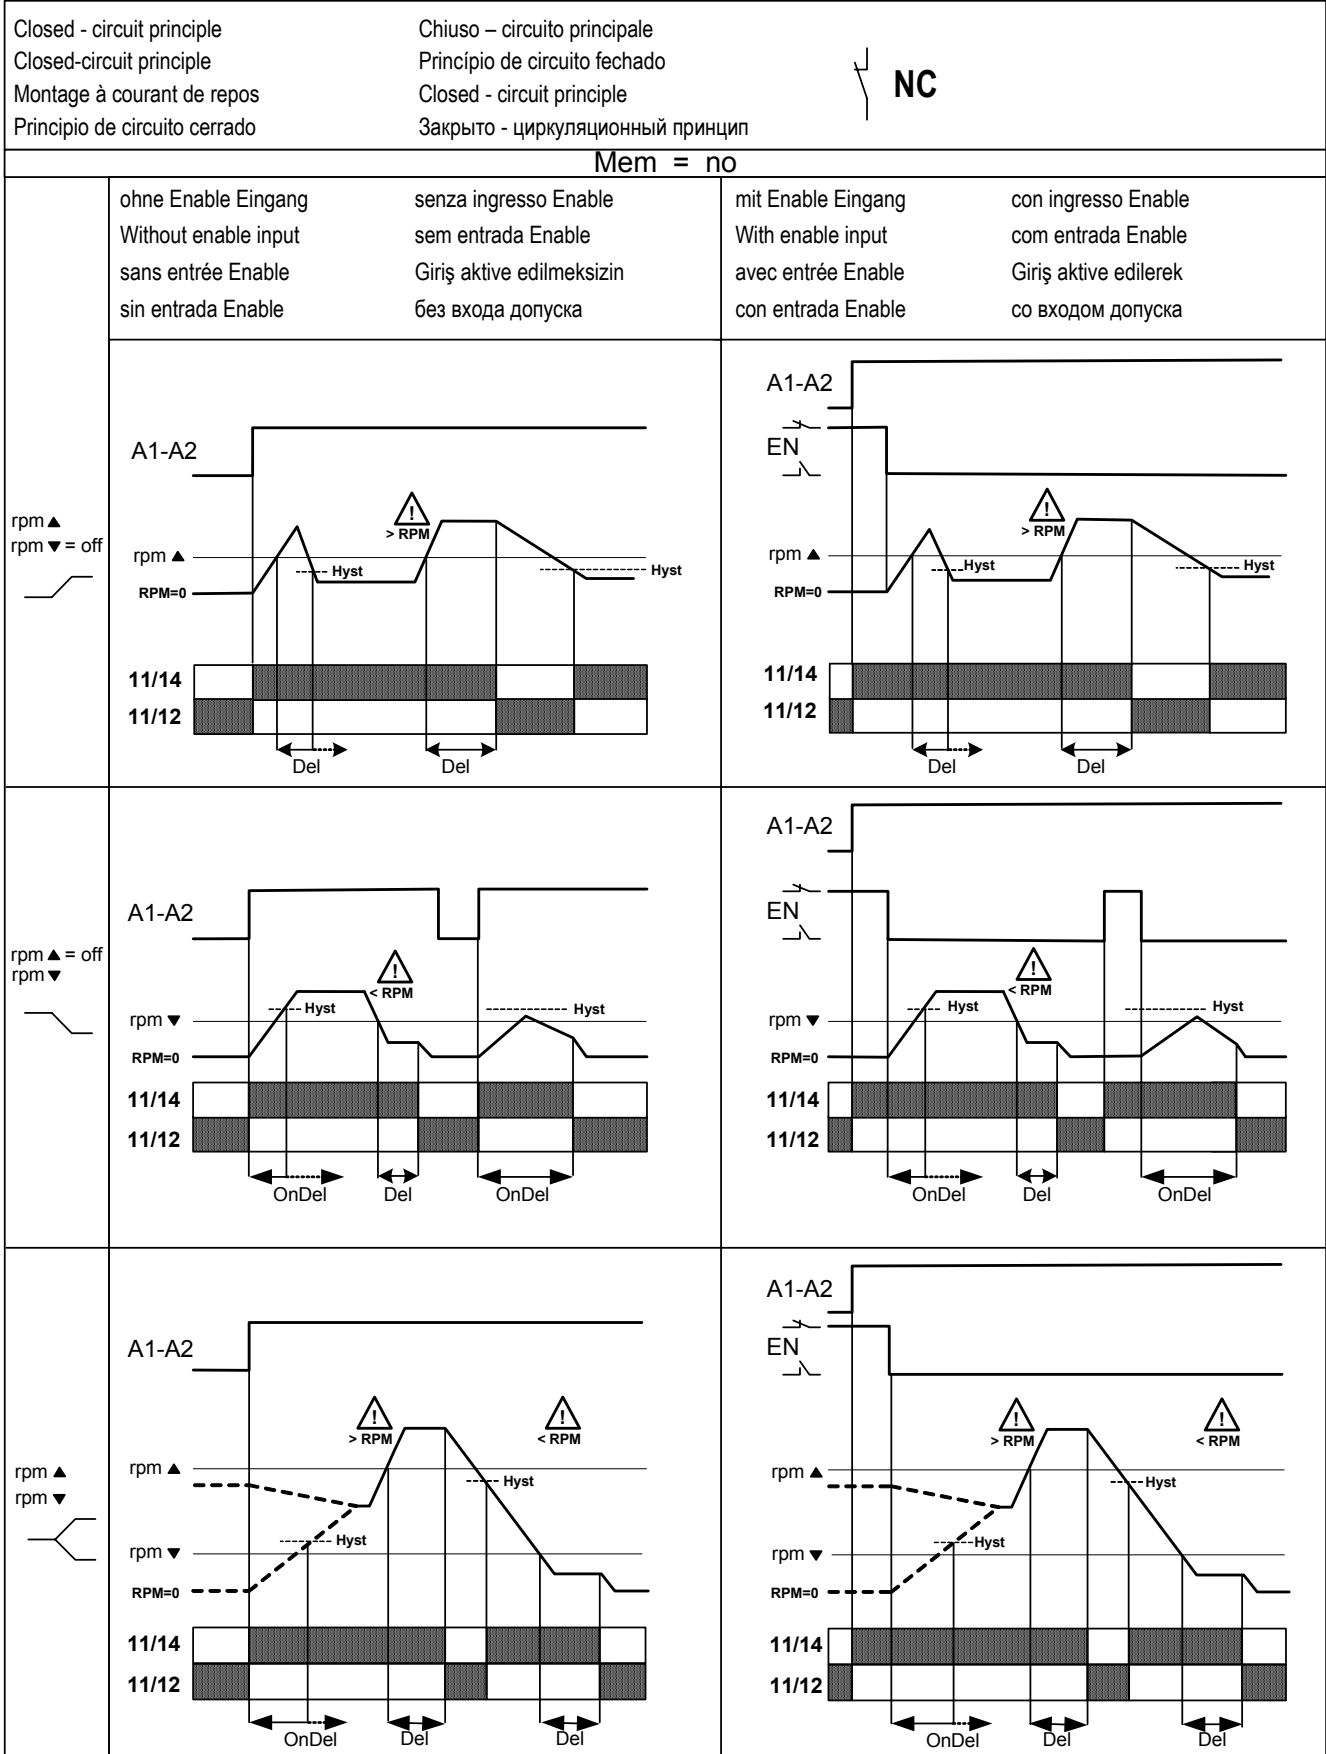 Closed - circuit principle
Closed-circuit principle
Montage à courant de repos
Principio de circuito cerrado
Chiuso – circuito principale
Princípio de circuito fechado
Closed - circuit principle
Закрыто - циркуляционный принцип
NC
Mem = no
ohne Enable Eingang
Without enable input
sans entrée Enable
sin entrada Enable
senza ingresso Enable
sem entrada Enable
Giriş aktive edilmeksizin
без входа допуска
mit Enable Eingang
With enable input
avec entrée Enable
con entrada Enable
con ingresso Enable
com entrada Enable
Giriş aktive edilerek
со входом допуска
rpm ▲
rpm ▼ = off
A1-A2
! 
> RPM
rpm ▲
Hyst
Hyst
RPM=0
11/14
11/12
Del
Del
A1-A2
EN
!
> RPM
rpm ▲
Hyst
Hyst
RPM=0
11/14
11/12
Del
Del
rpm ▲ = off
rpm ▼
A1-A2
!
< RPM
Hyst
Hyst
rpm ▼
RPM=0
11/14
11/12
OnDel
Del
OnDel
A1-A2
EN
!
< RPM
Hyst
Hyst
rpm ▼
RPM=0
11/14
11/12
OnDel
Del
OnDel
rpm ▲
rpm ▼
A1-A2
!
> RPM
!
< RPM
rpm ▲
Hyst
Hyst
rpm ▼
RPM=0
11/14
11/12
OnDel
Del
Del
A1-A2
EN
!
> RPM
!
< RPM
rpm ▲
Hyst
Hyst
rpm ▼
RPM=0
11/14
11/12
OnDel
Del
Del